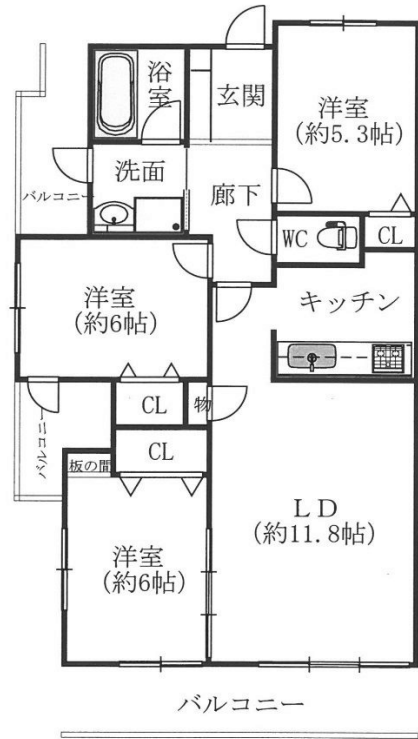 浴室
玄関
洋室
(約5.3帖)
洗面
バルコニー
廊下
WC
CL
洋室
(約6帖)
キッチン
CL
物
バルコニー
CL
板の間
洋室
(約6帖)
LD
(約11.8帖)
バルコニー